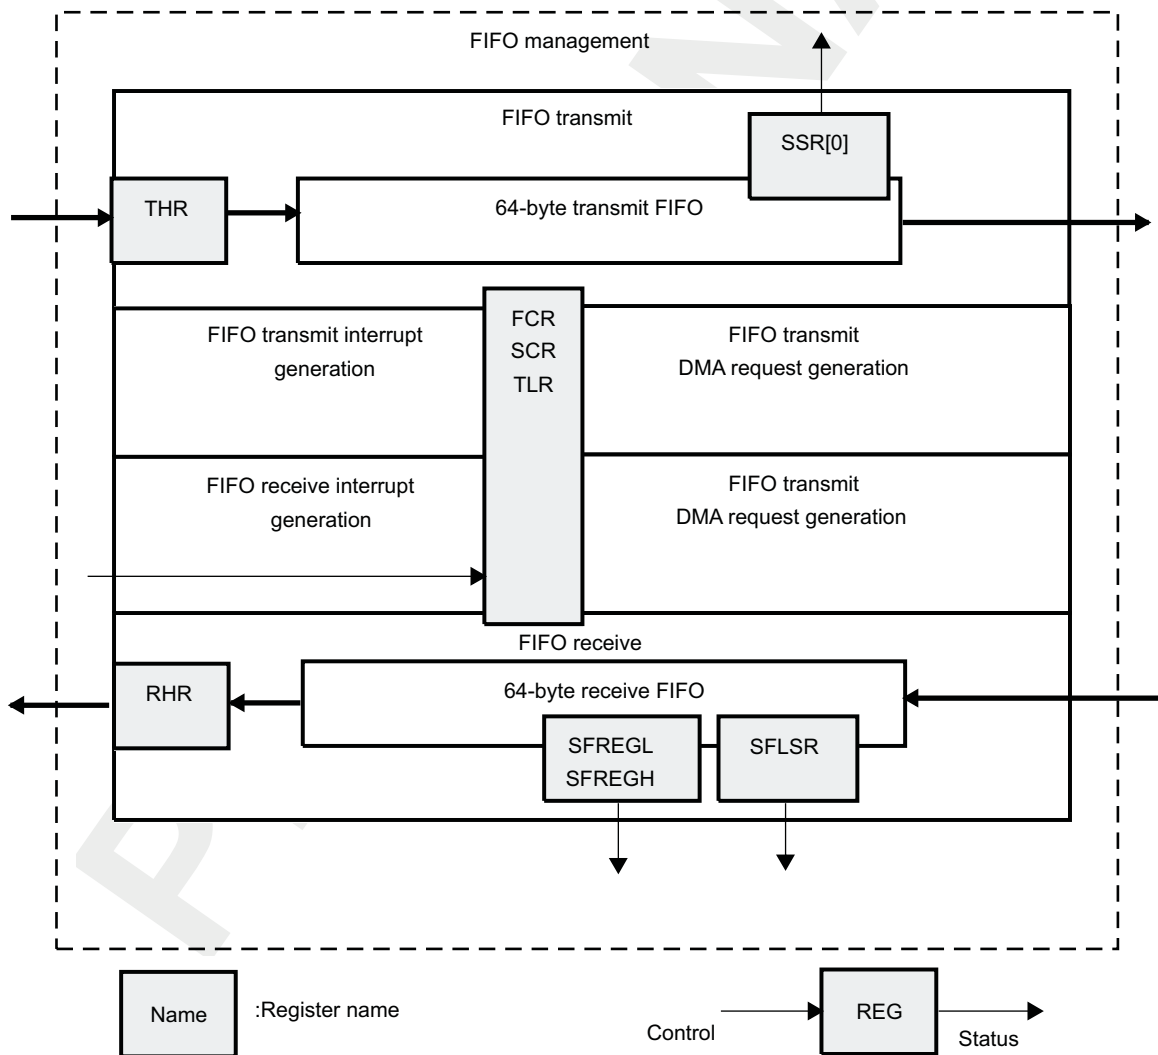 FIFO management
FIFO transmit
SSR[0]
THR
64-byte transmit FIFO
FCR
SCR
TLR
FIFO transmit interrupt
generation
FIFO transmit
DMA request generation
FIFO receive interrupt
generation
FIFO transmit
DMA request generation
FIFO receive
RHR
64-byte receive FIFO
SFREGL
SFREGH
SFLSR
Name
:Register name
Control
REG
Status